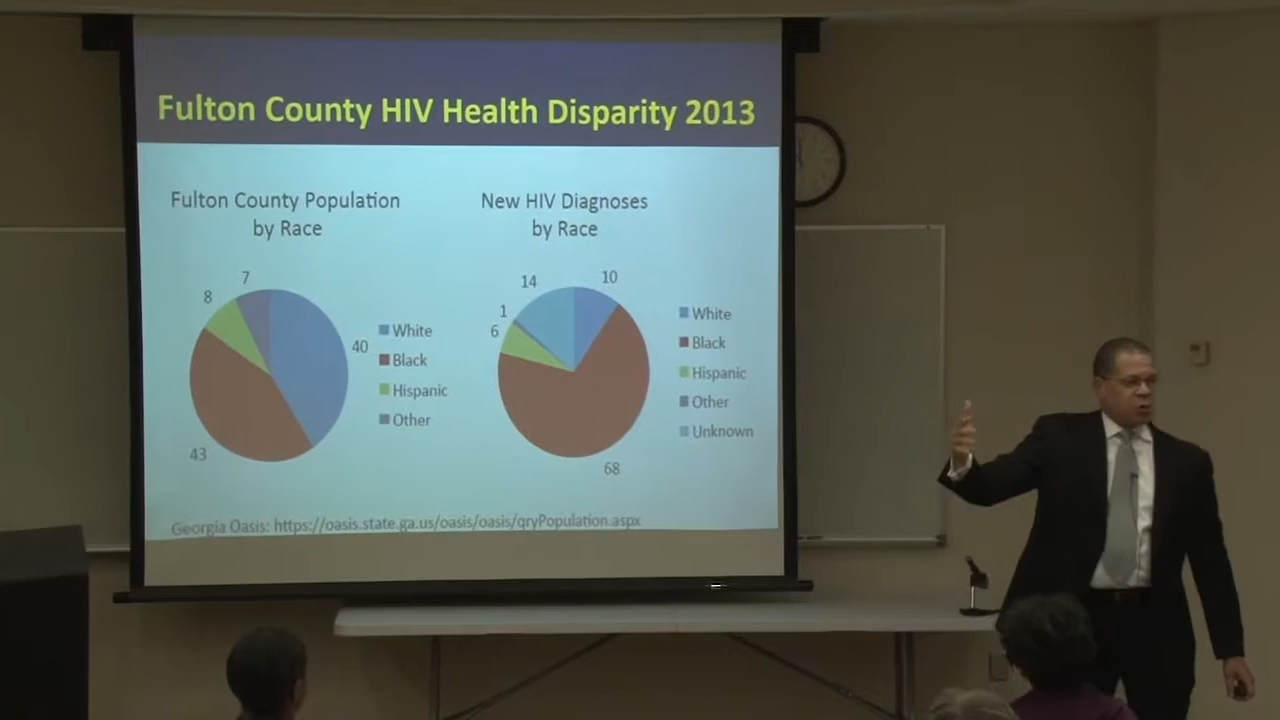 Fulton County HIV Health Disparity 2013
Fulton County Population
by Race
7
8
40
43
White
Black
Hispanic
Other
New HIV Diagnoses
by Race
14
10
1
6
68
White
Black
Hispanic
Other
Unknown
Georgia Oasis: https://oasis.state.ga.us/oasis/oasis/qryPopulation.aspx